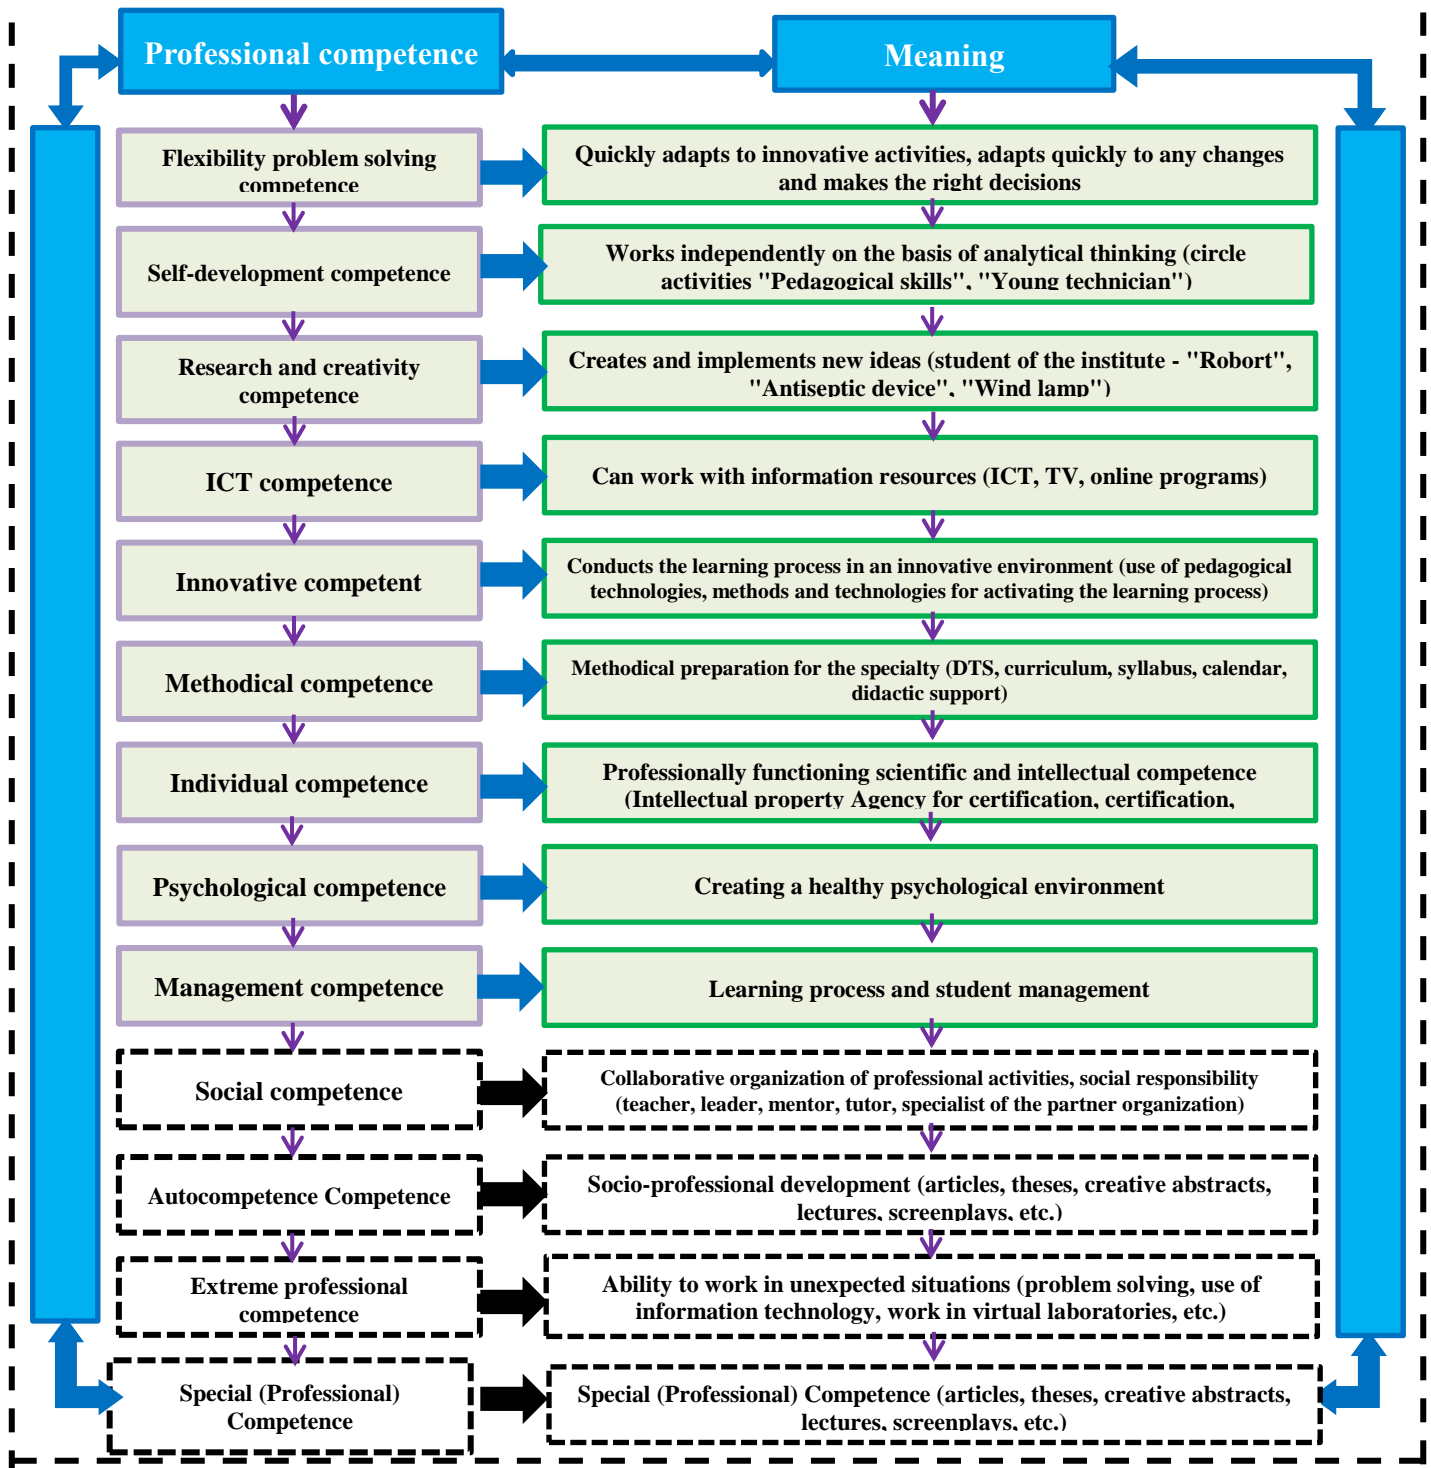 Professional competence
Meaning
Flexibility problem solving
competence
Quickly adapts to innovative activities, adapts quickly to any changes
and makes the right decisions
Self-development competence
Works independently on the basis of analytical thinking (circle
activities "Pedagogical skills", "Young technician")
Research and creativity
competence
Creates and implements new ideas (student of the institute - "Robort",
"Antiseptic device", "Wind lamp")
ICT competence
Can work with information resources (ICT, TV, online programs)
Innovative competent
Conducts the learning process in an innovative environment (use of pedagogical
technologies, methods and technologies for activating the learning process)
Methodical competence
Methodical preparation for the specialty (DTS, curriculum, syllabus, calendar,
didactic support)
Individual competence
Professionally functioning scientific and intellectual competence
(Intellectual property Agency for certification, certification,
Psychological competence
Creating a healthy psychological environment
Management competence
Learning process and student management
Social competence
Collaborative organization of professional activities, social responsibility
(teacher, leader, mentor, tutor, specialist of the partner organization)
Autocompetence Competence
Socio-professional development (articles, theses, creative abstracts,
lectures, screenplays, etc.)
Extreme professional
competence
Ability to work in unexpected situations (problem solving, use of
information technology, work in virtual laboratories, etc.)
Special (Professional)
Competence
Special (Professional) Competence (articles, theses, creative abstracts,
lectures, screenplays, etc.)